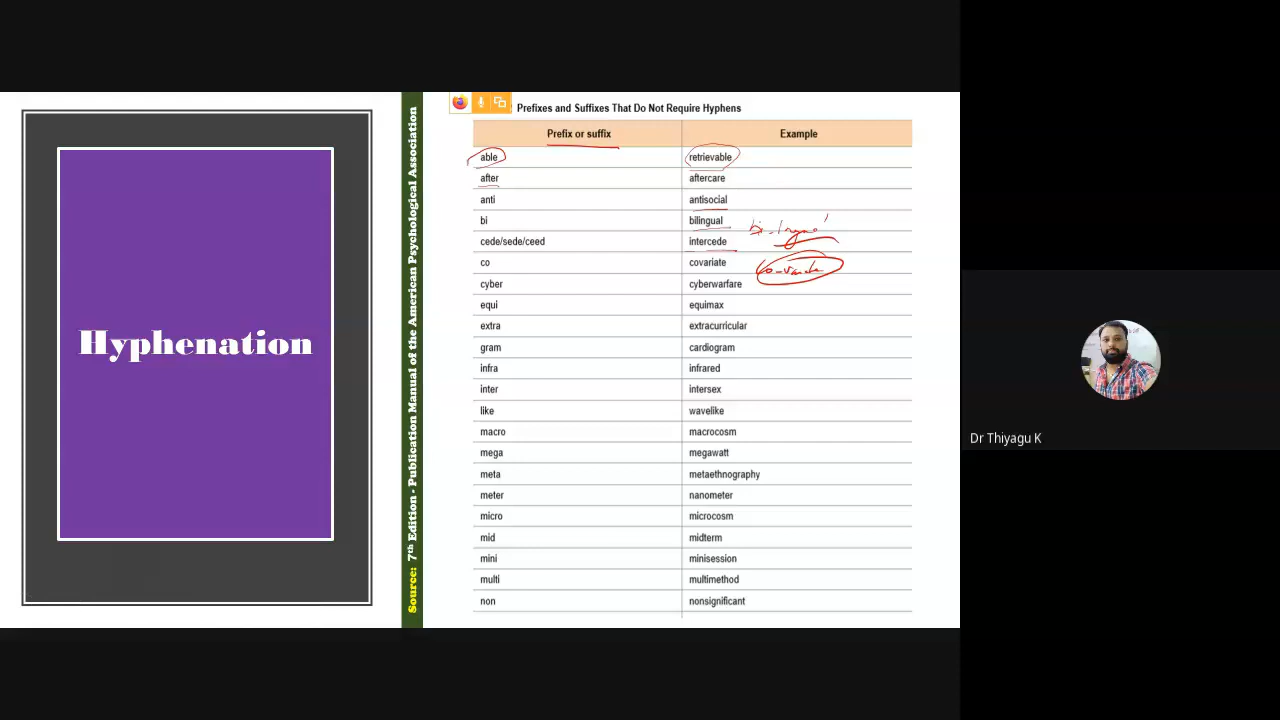 Hyphenation
Source: 7th Edition - Publication Manual of the American Psychological Association
Prefixes and Suffixes That Do Not Require Hyphens
Prefix or suffix Example
able retrievable
after aftercare
anti antisocial
bi bilingual
cede/sede/ceed intercede
co covariate
cyber cyberwarfare
equi equimax
extra extracurricular
gram cardiogram
infra infrared
inter intersex
like wavelike
macro macrocosm
mega megawatt
meta metaethnography
meter nanometer
micro microcosm
mid midterm
mini minisession
multi multimethod
non nonsignificant
Dr Thiyagu K